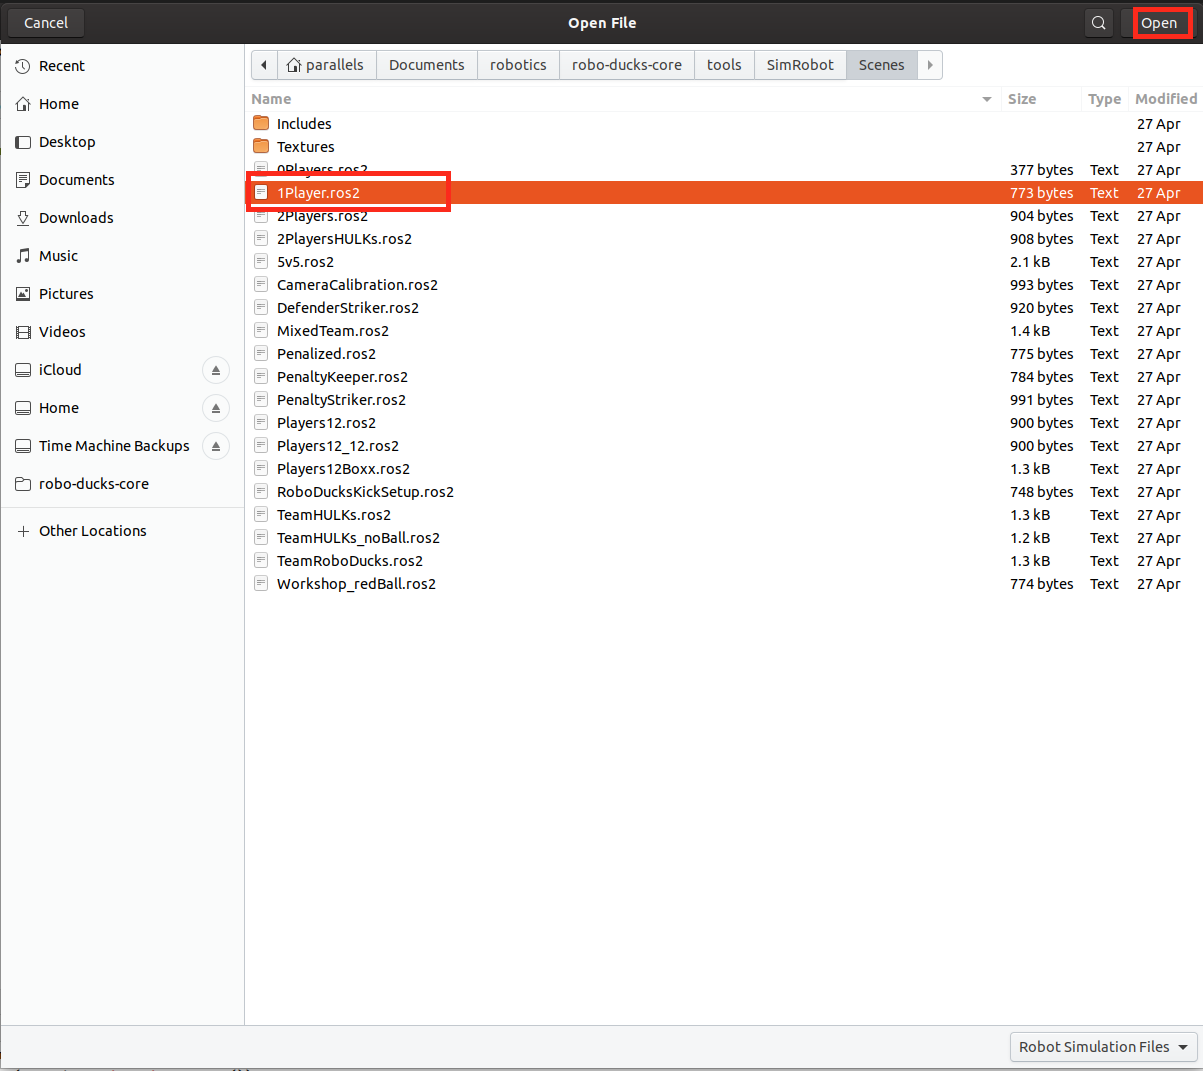 Cancel Open File Open
parallels Documents robotics robo-ducks-core tools SimRobot Scenes
Recent
Home
Desktop
Documents
Downloads
Music
Pictures
Videos
iCloud
Home
Time Machine Backups
robo-ducks-core
Other Locations
Name Size Type Modified
Includes 27 Apr
Textures 27 Apr
0Players.ros2 377 bytes Text 27 Apr
1Player.ros2 773 bytes Text 27 Apr
2Players.ros2 904 bytes Text 27 Apr
2PlayersHULKs.ros2 908 bytes Text 27 Apr
5v5.ros2 2.1 kB Text 27 Apr
CameraCalibration.ros2 993 bytes Text 27 Apr
DefenderStriker.ros2 920 bytes Text 27 Apr
MixedTeam.ros2 1.4 kB Text 27 Apr
Penalized.ros2 775 bytes Text 27 Apr
PenaltyKeeper.ros2 784 bytes Text 27 Apr
PenaltyStriker.ros2 991 bytes Text 27 Apr
Players12.ros2 900 bytes Text 27 Apr
Players12_12.ros2 900 bytes Text 27 Apr
Players12Boxx.ros2 1.3 kB Text 27 Apr
RoboDucksKickSetup.ros2 748 bytes Text 27 Apr
TeamHULKs.ros2 1.3 kB Text 27 Apr
TeamHULKs_noBall.ros2 1.2 kB Text 27 Apr
TeamRoboDucks.ros2 1.3 kB Text 27 Apr
Workshop_redBall.ros2 774 bytes Text 27 Apr
Robot Simulation Files